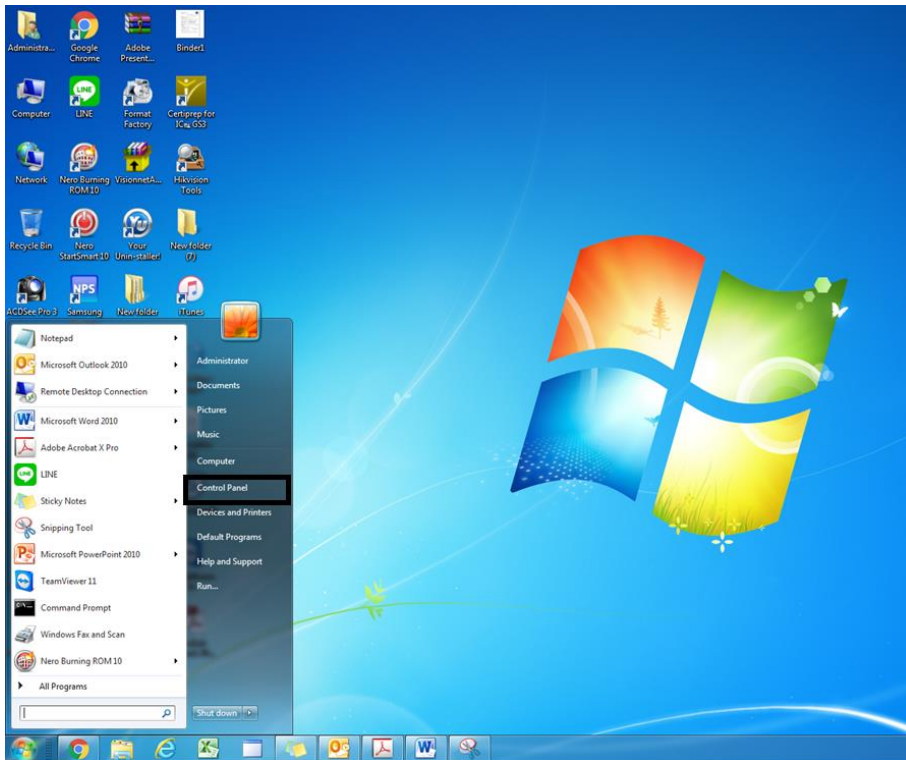 Administra...
Google
Chrome
Adobe
Present...
Binder1
Computer
LINE
Format
Factory
Certiprep for
Network
Nero Burning
ROM 10
VisionnetA...
Hikvision
Tools
Recycle Bin
Nero
StartSmart 10
Your
Unin-staller!
New folder
ACDSee Pro 3
NPS
Samsung
New folder
iTunes
Notepad
Microsoft Outlook 2010
Remote Desktop Connection
Microsoft Word 2010
Adobe Acrobat X Pro
LINE
Sticky Notes
Snipping Tool
Microsoft PowerPoint 2010
TeamViewer 11
Command Prompt
Windows Fax and Scan
Nero Burning ROM 10
All Programs
Administrator
Documents
Pictures
Music
Computer
Control Panel
Devices and Printers
Default Programs
Help and Support
Run...
Shut down